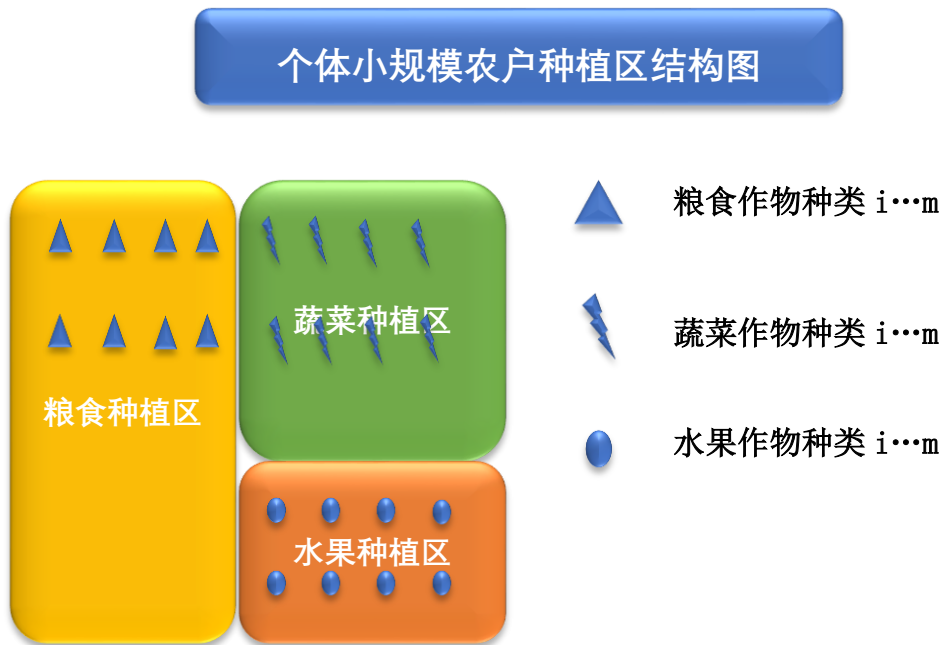 个体小规模农户种植区结构图
粮食作物种类 i…m
蔬菜种植区
蔬菜作物种类 i…m
粮食种植区
水果作物种类 i…m
水果种植区